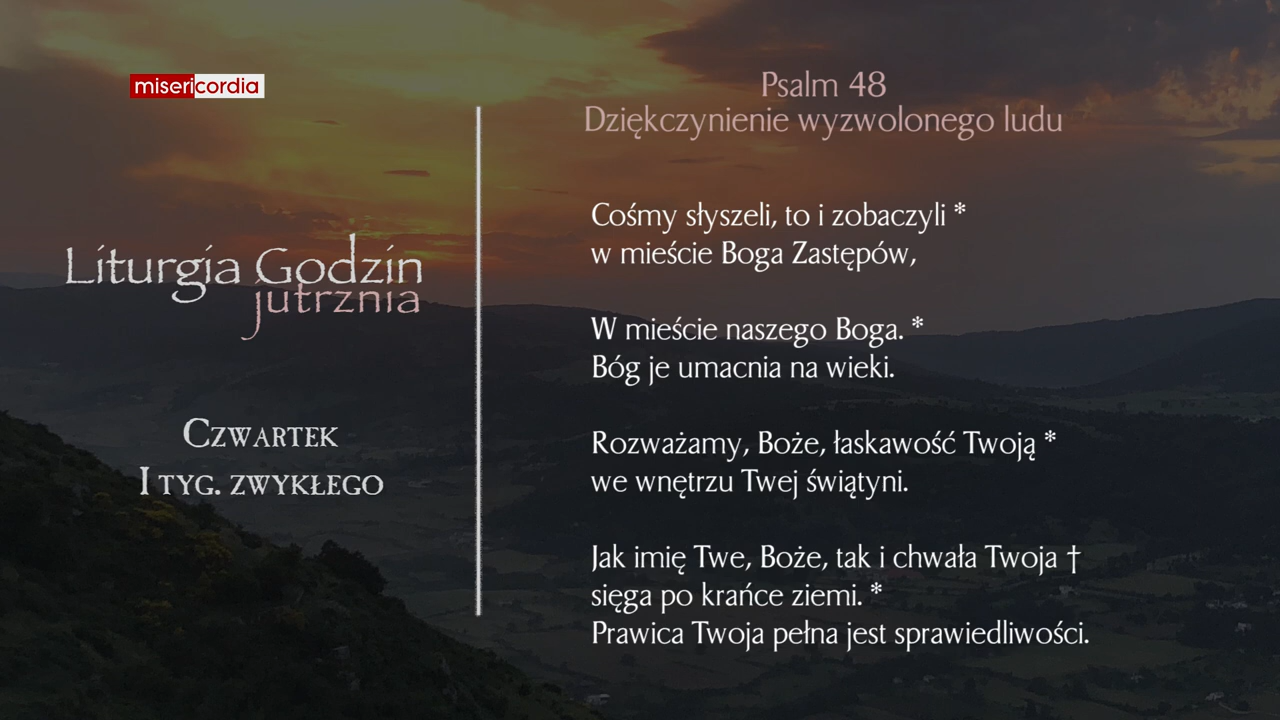 misericordia
Liturgia Godzin
jutrznia
Czwartek
I tyg. zwykłego
Psalm 48
Dziękczynienie wyzwolonego ludu
Cośmy słyszeli, to i zobaczyli *
w mieście Boga Zastępów,
W mieście naszego Boga. *
Bóg je umacnia na wieki.
Rozważamy, Boże, łaskawość Twoją *
we wnętrzu Twej świątyni.
Jak imię Twe, Boże, tak i chwała Twoja †
sięga po krańce ziemi. *
Prawica Twoja pełna jest sprawiedliwości.